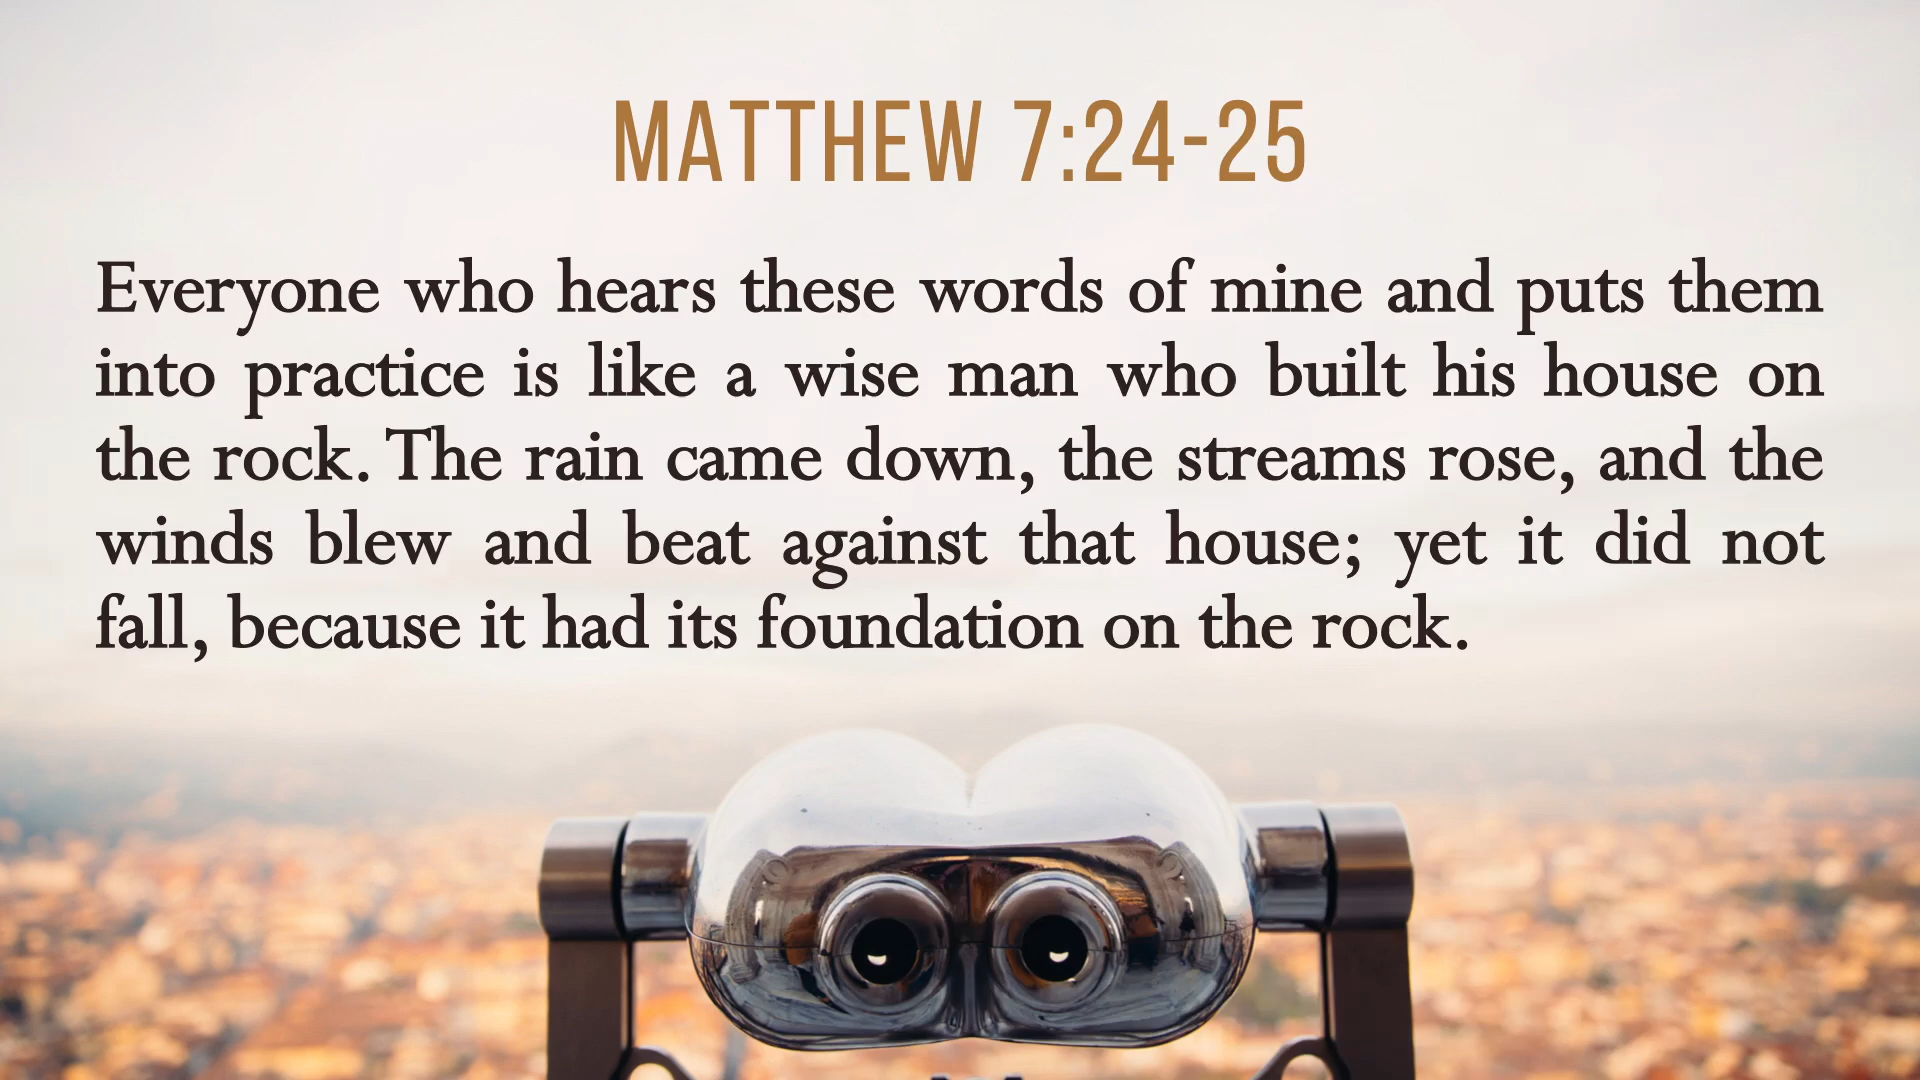 MATTHEW 7:24-25
Everyone who hears these words of mine and puts them
into practice is like a wise man who built his house on
the rock. The rain came down, the streams rose, and the
winds blew and beat against that house; yet it did not
fall, because it had its foundation on the rock.